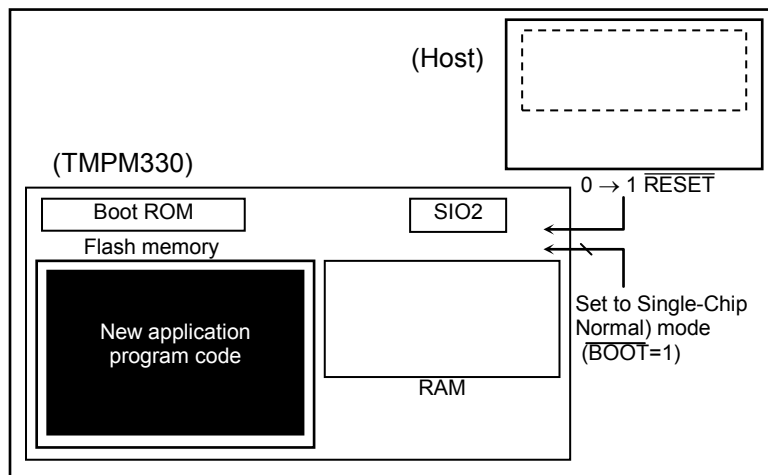 (Host)
(TMPM330)
0 → 1 RESET
Boot ROM
SIO2
Flash memory
New application
program code
Set to Single-Chip
Normal) mode
(BOOT=1)
RAM